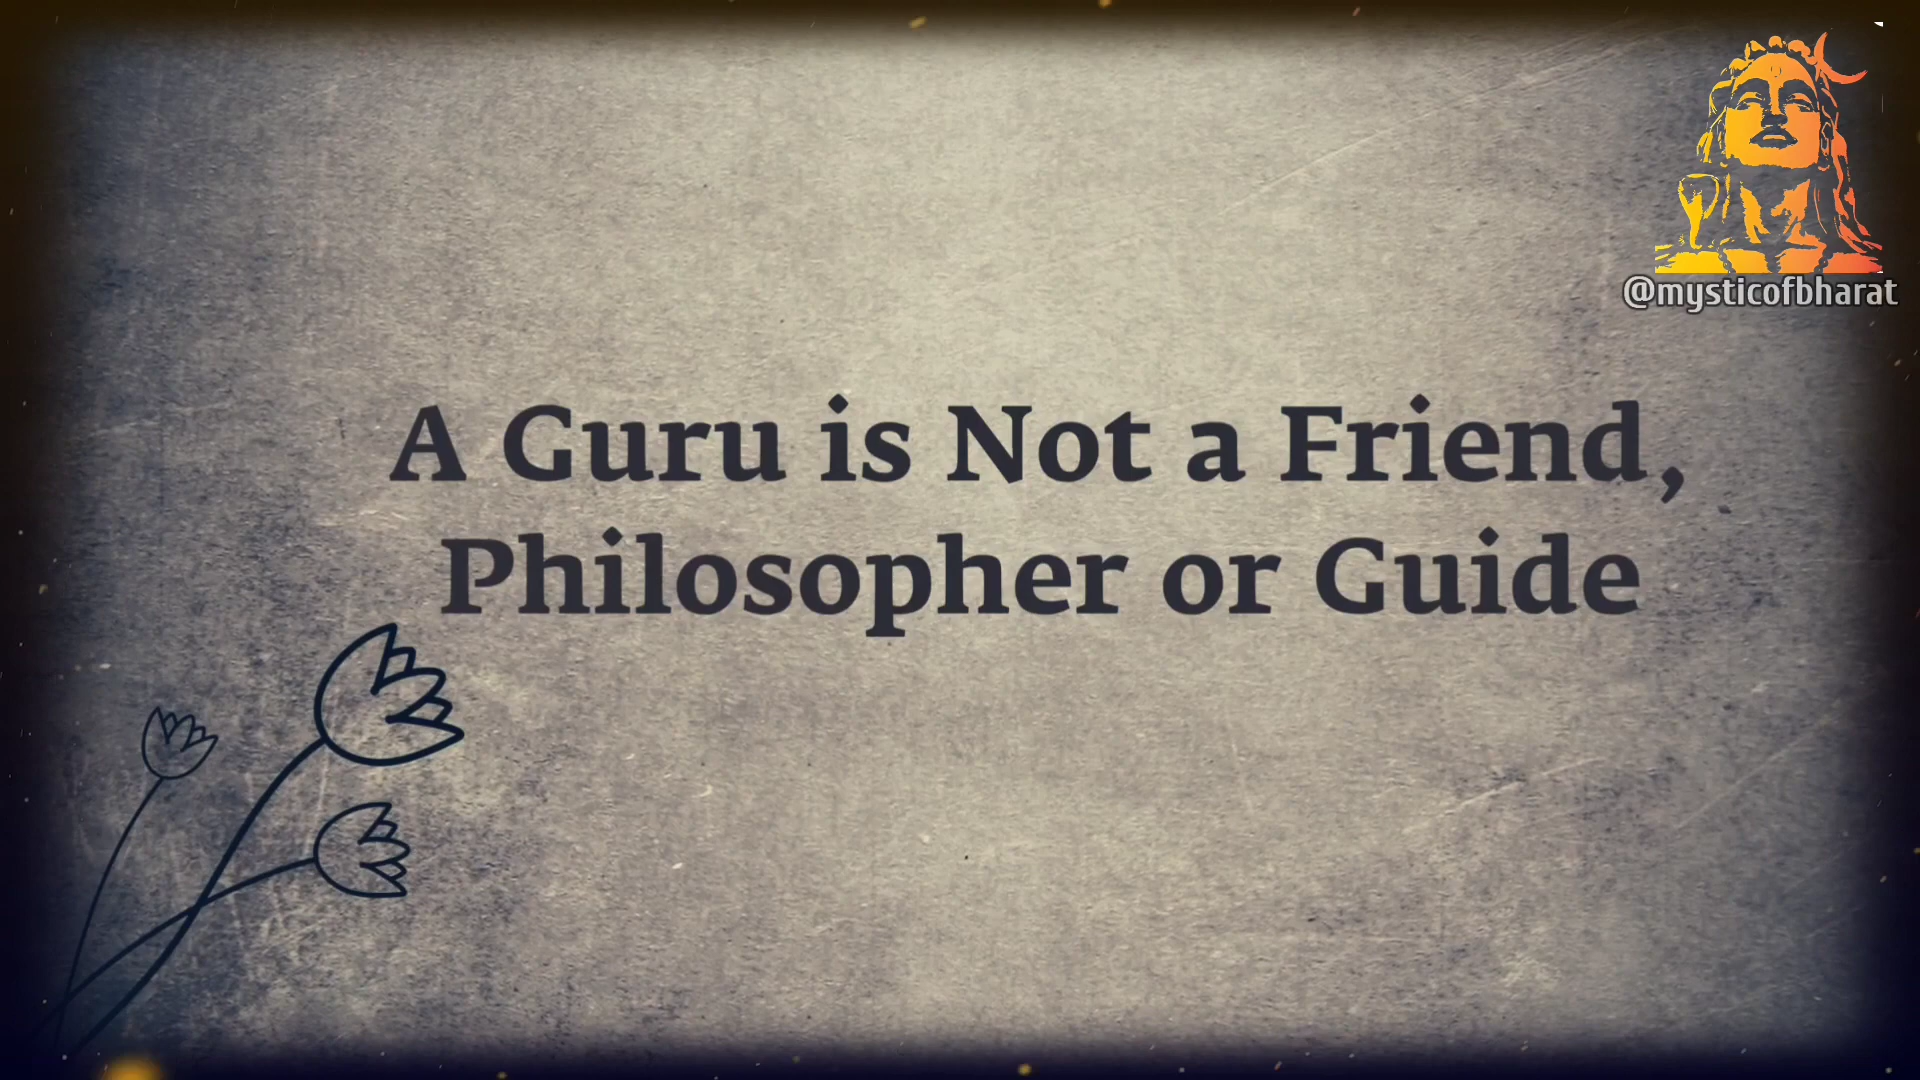 @mysticofbharat
A Guru is Not a Friend,
Philosopher or Guide